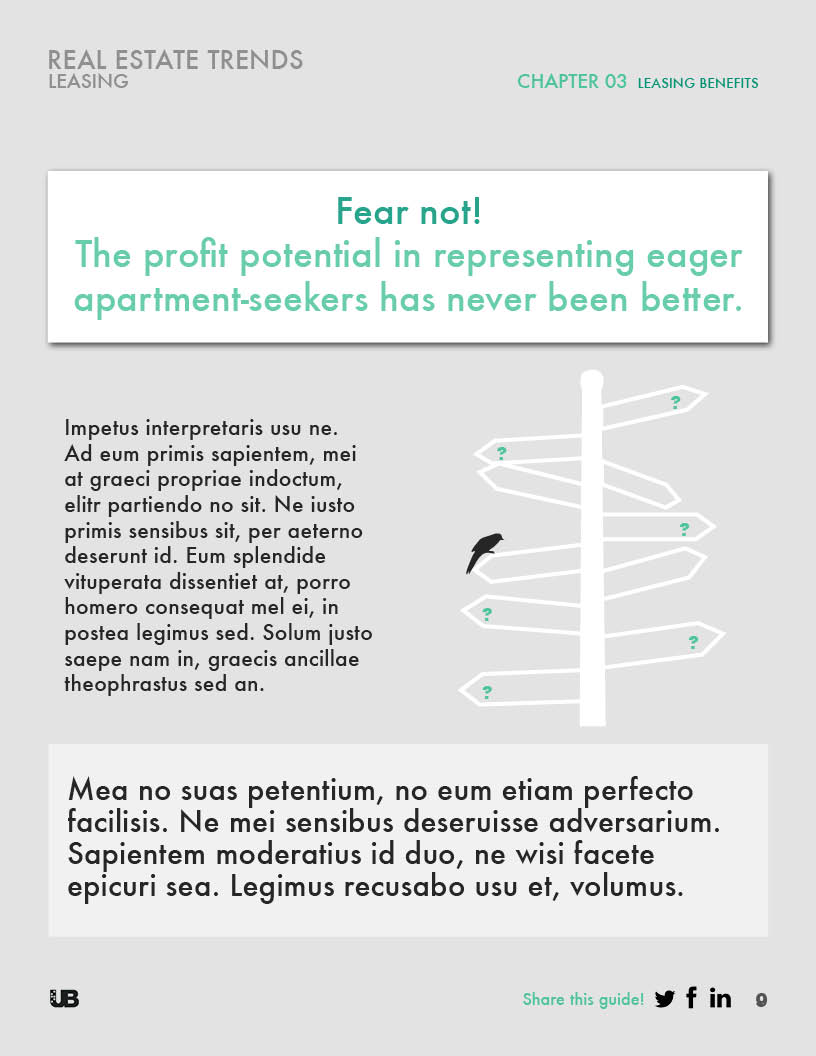 REAL ESTATE TRENDS
LEASING
CHAPTER 03 LEASING BENEFITS
Fear not!
The profit potential in representing eager
apartment-seekers has never been better.
Impetus interpretaris usu ne.
Ad eum primis sapientem, mei
at graeci propriae indoctum,
elitr partiendo no sit. Ne iusto
primis sensibus sit, per aeterno
deserunt id. Eum splendide
vituperata dissentiet at, porro
homero consequat mel ei, in
postea legimus sed. Solum justo
saepe nam in, graecis ancillae
theophrastus sed an.
?
?
?
?
?
?
Mea no suas petentium, no eum etiam perfecto
facilisis. Ne mei sensibus deseruisse adversarium.
Sapientem moderatius id duo, ne wisi facete
epicuri sea. Legimus recusabo usu et, volumus.
UB
Share this guide! f in 9